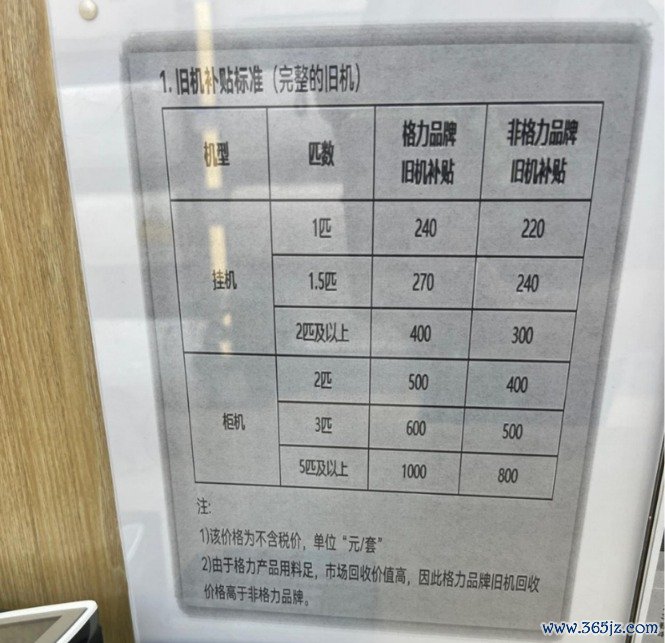 1. 旧机补贴标准（完整的旧机）
机型 匹数 格力品牌旧机补贴 非格力品牌旧机补贴
挂机 1匹 240 220
1.5匹 270 240
2匹及以上 400 300
柜机 2匹 500 400
3匹 600 500
5匹及以上 1000 800
注:
1)该价格为不含税价，单位“元/套”
2)由于格力产品用料足，市场回收价值高，因此格力品牌旧机回收
价格高于非格力品牌。
www.365jz.com